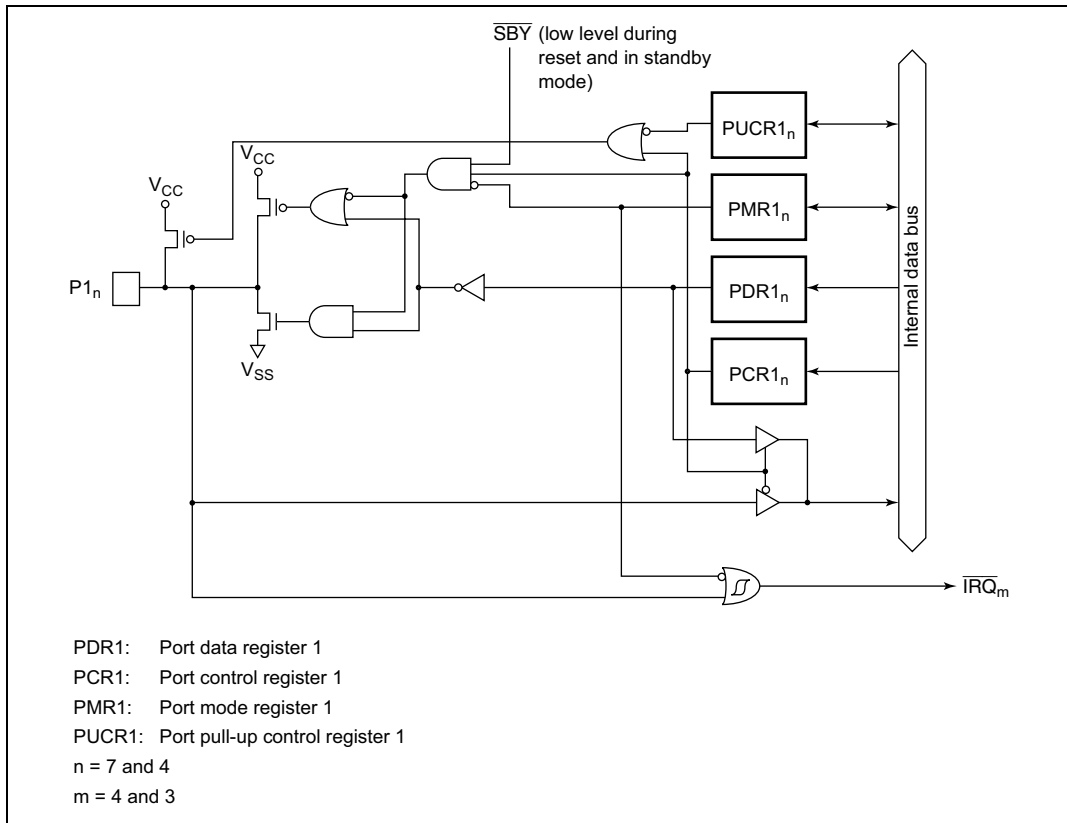 SBY (low level during
reset and in standby
mode)
PUCR1n
VCC
VCC
PMR1n
P1n
PDR1n
Internal data bus
PCR1n
VSS
IRQm
PDR1: Port data register 1
PCR1: Port control register 1
PMR1: Port mode register 1
PUCR1: Port pull-up control register 1
n = 7 and 4
m = 4 and 3